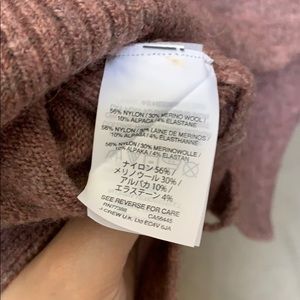 56% NYLON / 30% MERINO WOOL /
10% ALPACA / 4% ELASTANE
56% NYLON / 30% LAINE DE MERINOS /
10% ALPAGA / 4% ELASTHANNE
56% NYLON / 30% MERINOWOLLE /
10% ALPAKA / 4% ELASTAN
ナイロン 56% /
メリノウール 30% /
アルパカ 10% /
エラステーン 4%
SEE REVERSE FOR CARE
RN77388 CA56445
J.CREW U.K. Ltd EC4V 6JA